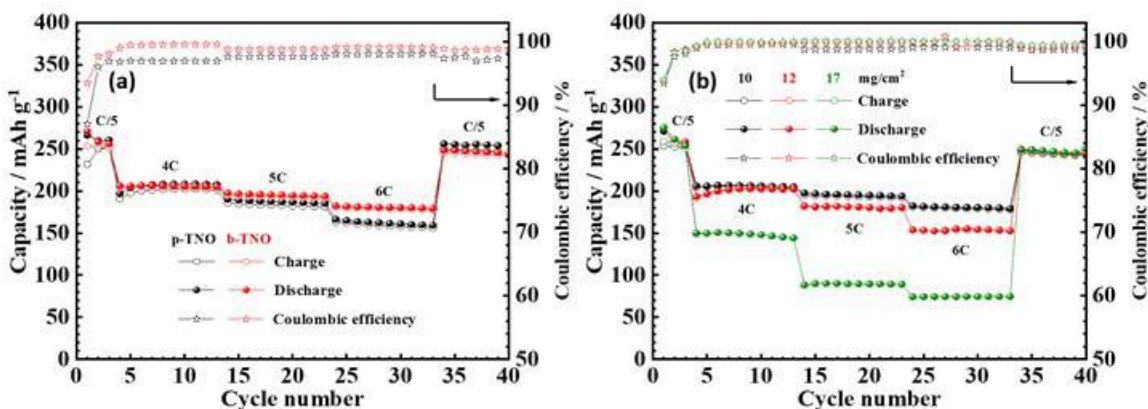 400
350
300
250
200
150
100
50
0
Capacity / mAh g-1
(a)
C/5
4C
5C
6C
C/5
p-TNO b-TNO
Charge
Discharge
Coulombic efficiency
100
90
80
70
60
50
Coulombic efficiency / %
0 5 10 15 20 25 30 35 40
Cycle number
400
350
300
250
200
150
100
50
0
Capacity / mAh g-1
(b)
10 12 17 mg/cm2
Charge
Discharge
Coulombic efficiency
C/5
4C
5C
6C
C/5
100
90
80
70
60
50
Coulombic efficiency / %
0 5 10 15 20 25 30 35 40
Cycle number